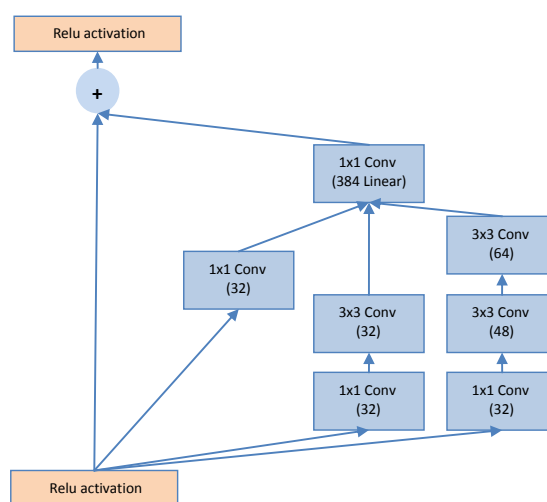 Relu activation
+
1x1 Conv
(384 Linear)
3x3 Conv
(64)
1x1 Conv
(32)
3x3 Conv
(32)
3x3 Conv
(48)
1x1 Conv
(32)
1x1 Conv
(32)
Relu activation